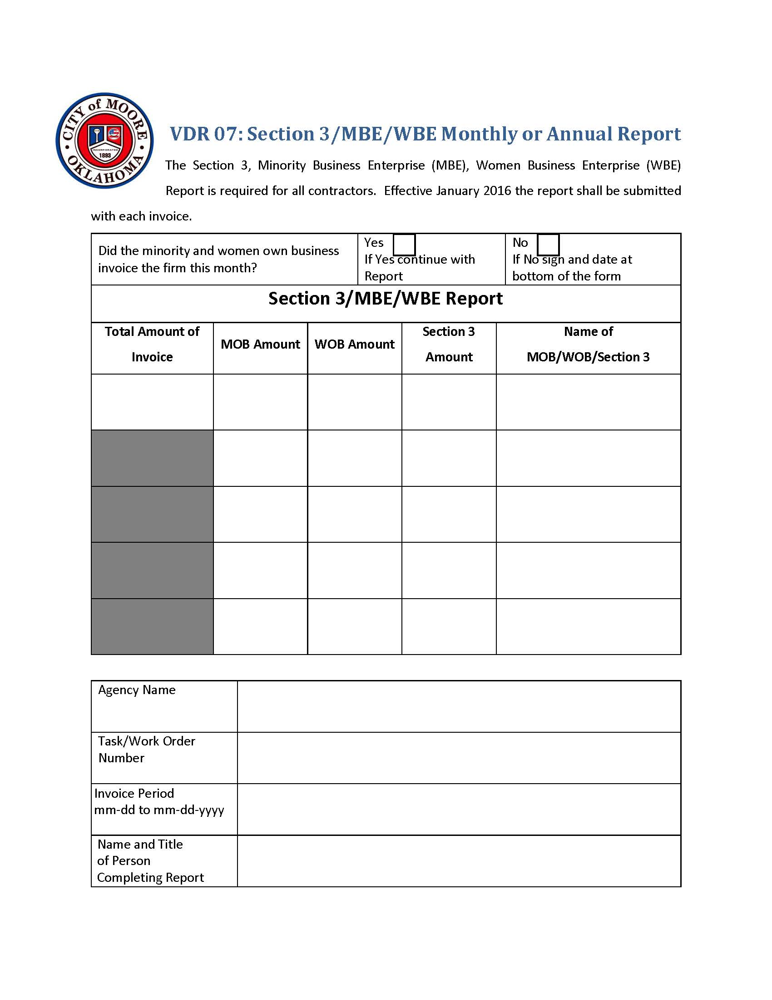 CITY of MOORE
OKLAHOMA
INCORPORATED
1893
VDR 07: Section 3/MBE/WBE Monthly or Annual Report
The Section 3, Minority Business Enterprise (MBE), Women Business Enterprise (WBE)
Report is required for all contractors.  Effective January 2016 the report shall be submitted
with each invoice.
Did the minority and women own business
invoice the firm this month?
Yes
If Yes continue with
Report
No
If No sign and date at
bottom of the form
Section 3/MBE/WBE Report
Total Amount of
Invoice
MOB Amount
WOB Amount
Section 3
Amount
Name of
MOB/WOB/Section 3
Agency Name
Task/Work Order
Number
Invoice Period
mm-dd to mm-dd-yyyy
Name and Title
of Person
Completing Report